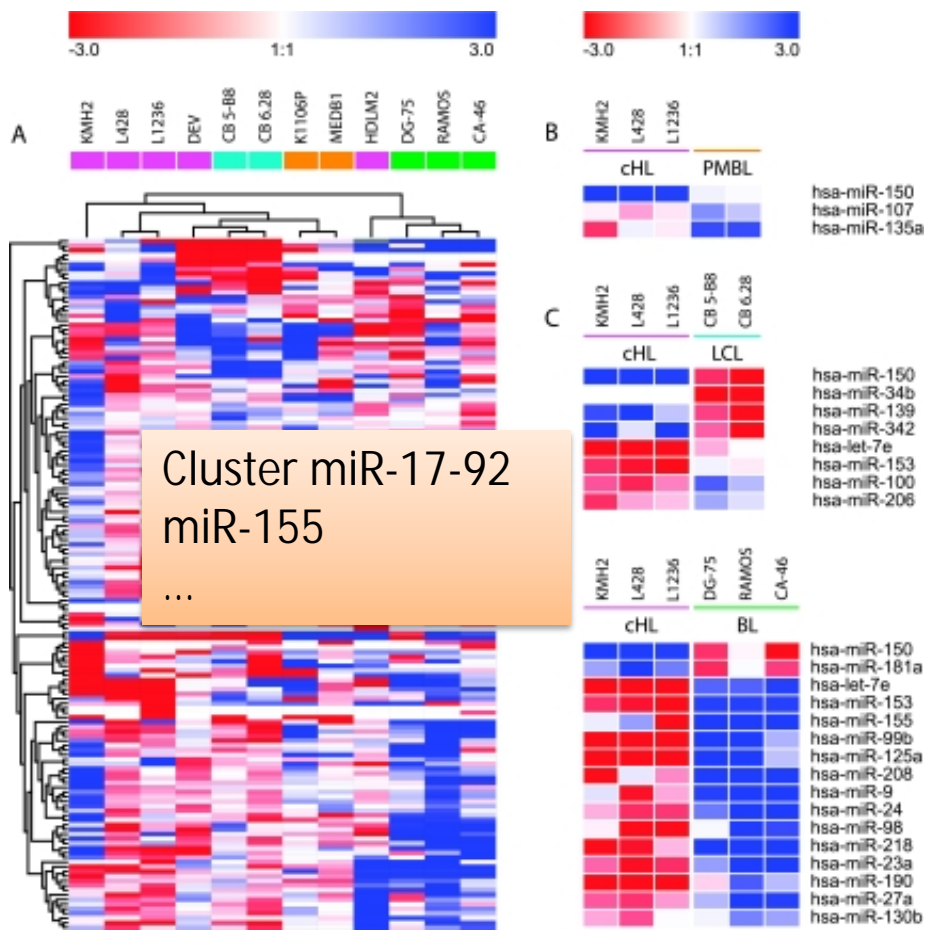 -3.0 1:1 3.0
A
KMH2 L428 L1236 DEV CB 5-B8 CB 6.28 K1106P MEDB1 HDLM2 DG-75 RAMOS CA-46
Cluster miR-17-92
miR-155
...
-3.0 1:1 3.0
B
KMH2 L428 L1236
cHL PMBL
hsa-miR-150
hsa-miR-107
hsa-miR-135a
C
KMH2 L428 L1236 CB 5-B8 CB 6.28
cHL LCL
hsa-miR-150
hsa-miR-34b
hsa-miR-139
hsa-miR-342
hsa-let-7e
hsa-miR-153
hsa-miR-100
hsa-miR-206
KMH2 L428 L1236 DG-75 RAMOS CA-46
cHL BL
hsa-miR-150
hsa-miR-181a
hsa-let-7e
hsa-miR-153
hsa-miR-155
hsa-miR-99b
hsa-miR-125a
hsa-miR-208
hsa-miR-9
hsa-miR-24
hsa-miR-98
hsa-miR-218
hsa-miR-23a
hsa-miR-190
hsa-miR-27a
hsa-miR-130b